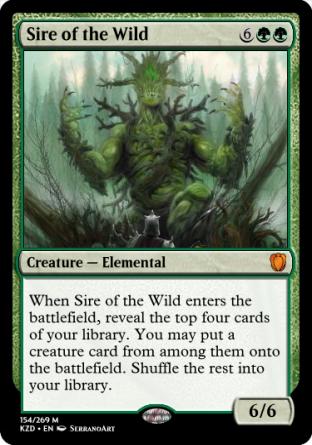 Sire of the Wild 6
Creature — Elemental
When Sire of the Wild enters the
battlefield, reveal the top four cards
of your library. You may put a
creature card from among them onto
the battlefield. Shuffle the rest into
your library.
6/6
154/269 M
KZD • EN SerranoArt